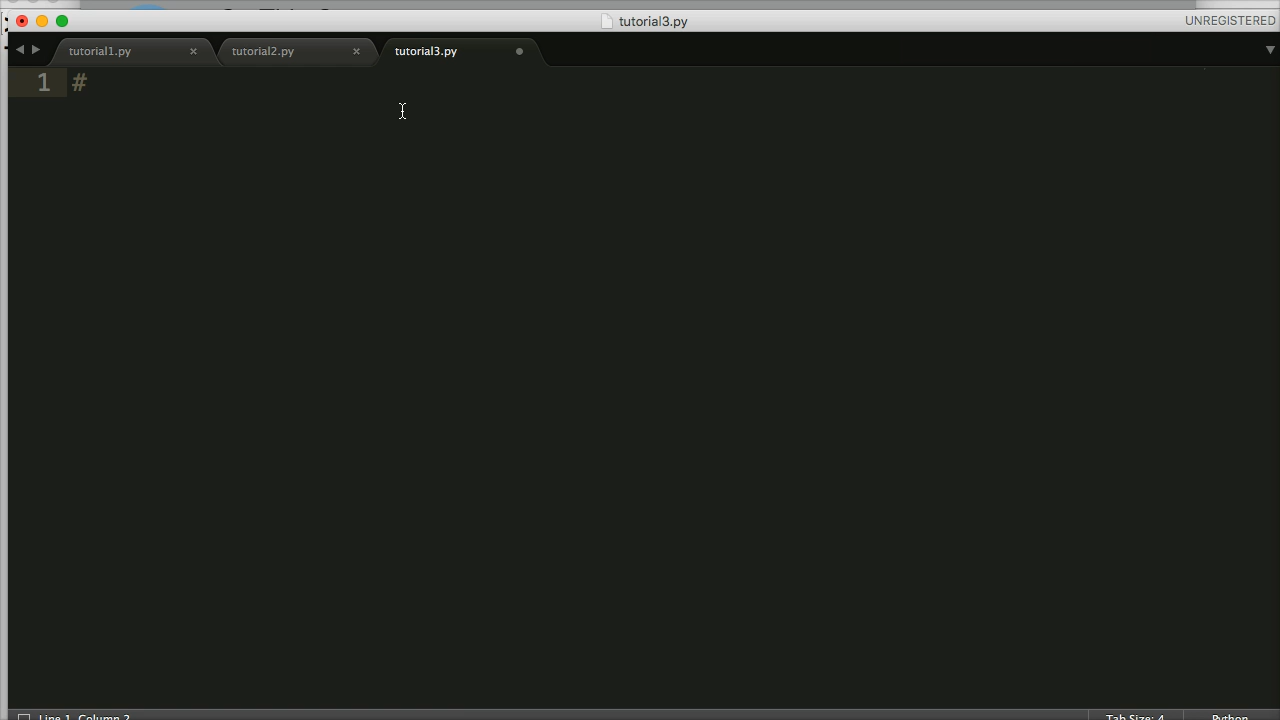 tutorial3.py
UNREGISTERED
tutorial1.py
tutorial2.py
tutorial3.py
1 #
Line 1, Column 2
Tab Size: 4
Python